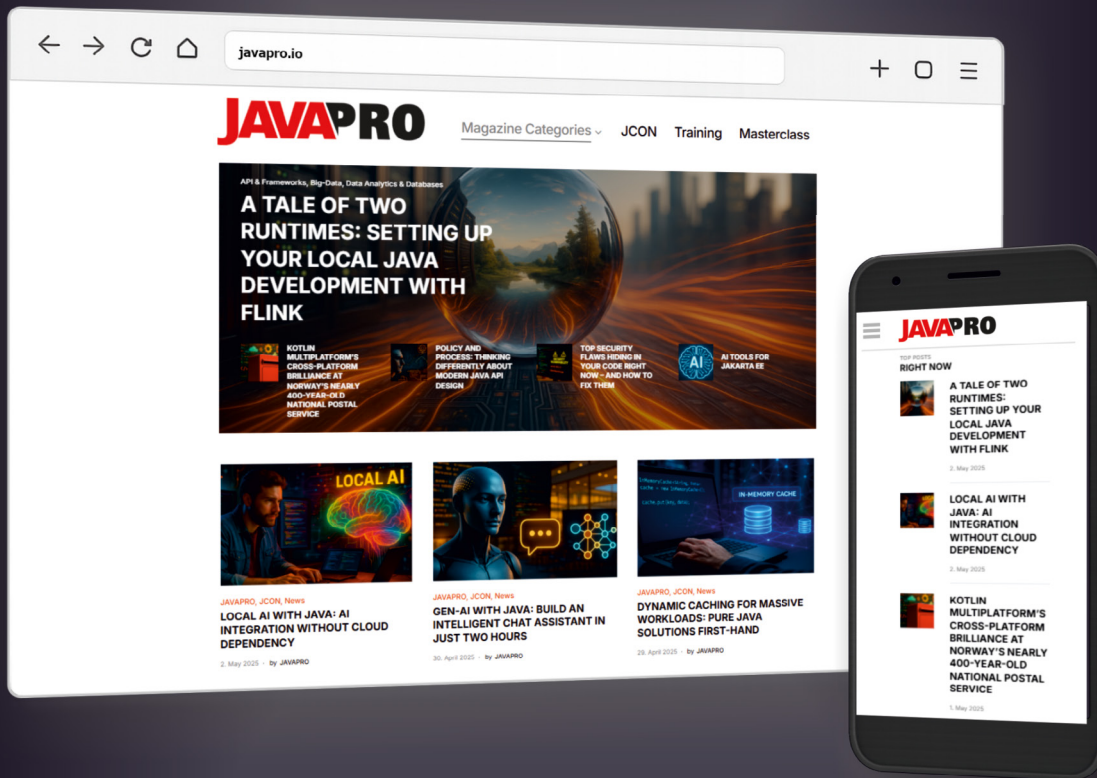 javapro.io
JAVAPRO
Magazine Categories
JCON
Training
Masterclass
API & Frameworks, Big-Data, Data Analytics & Databases
A TALE OF TWO
RUNTIMES: SETTING UP
YOUR LOCAL JAVA
DEVELOPMENT WITH
FLINK
KOTLIN
MULTIPLATFORM'S
CROSS-PLATFORM
BRILLIANCE AT
NORWAY'S NEARLY
400-YEAR-OLD
NATIONAL POSTAL
SERVICE
POLICY AND
PROCESS: THINKING
DIFFERENTLY ABOUT
MODERN JAVA API
DESIGN
TOP SECURITY
FLAWS HIDING IN
YOUR CODE RIGHT
NOW – AND HOW TO
FIX THEM
AI
AI TOOLS FOR
JAKARTA EE
LOCAL AI
JAVAPRO, JCON, News
LOCAL AI WITH JAVA: AI
INTEGRATION WITHOUT CLOUD
DEPENDENCY
2. May 2025 - by JAVAPRO
JAVAPRO, JCON, News
GEN-AI WITH JAVA: BUILD AN
INTELLIGENT CHAT ASSISTANT IN
JUST TWO HOURS
30. April 2025 - by JAVAPRO
IN-MEMORY CACHE
JAVAPRO, JCON, News
DYNAMIC CACHING FOR MASSIVE
WORKLOADS: PURE JAVA
SOLUTIONS FIRST-HAND
29. April 2025 - by JAVAPRO
JAVAPRO
TOP POSTS
RIGHT NOW
A TALE OF TWO
RUNTIMES:
SETTING UP YOUR
LOCAL JAVA
DEVELOPMENT
WITH FLINK
2. May 2025
LOCAL AI WITH
JAVA: AI
INTEGRATION
WITHOUT CLOUD
DEPENDENCY
2. May 2025
KOTLIN
MULTIPLATFORM'S
CROSS-PLATFORM
BRILLIANCE AT
NORWAY'S NEARLY
400-YEAR-OLD
NATIONAL POSTAL
SERVICE
1. May 2025